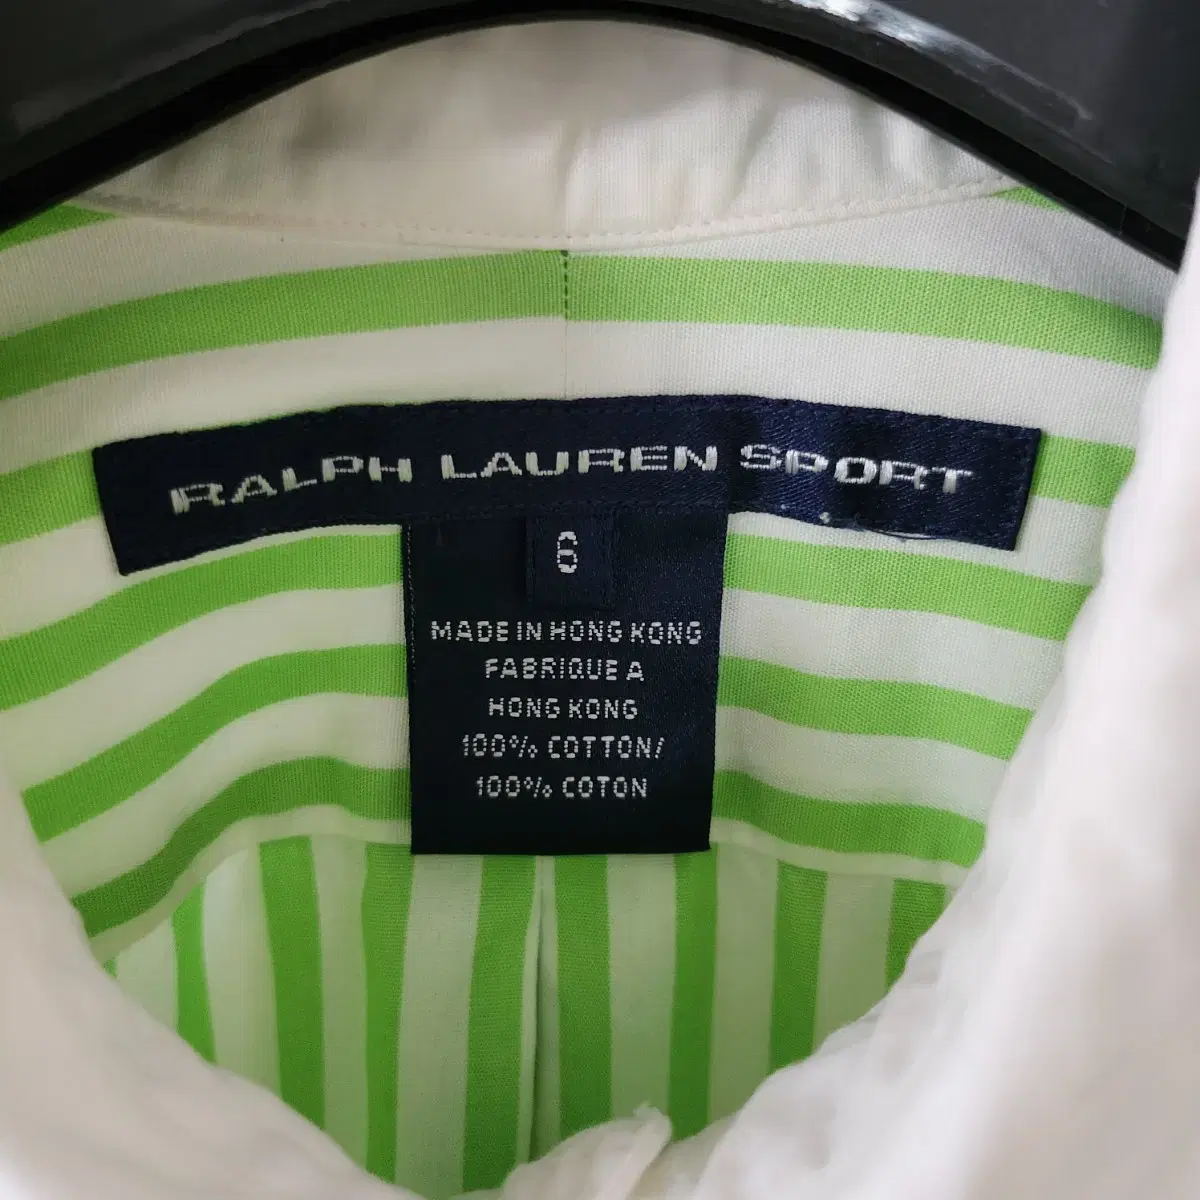 RALPH LAUREN SPORT
6
MADE IN HONG KONG
FABRIQUE A
HONG KONG
100% COTTON/
100% COTON